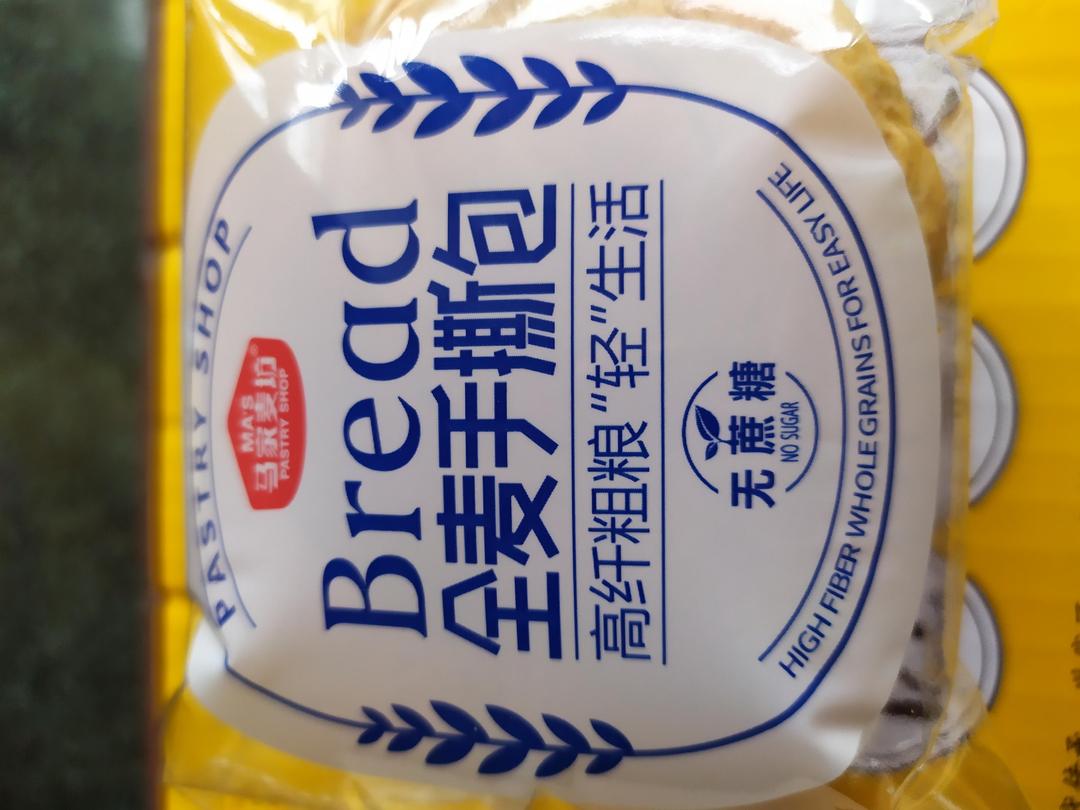 PASTRY SHOP
MA'S
马家麦坊®
PASTRY SHOP
Bread
全麦手撕包
高纤粗粮“轻”生活
无蔗糖
NO SUGAR
HIGH FIBER WHOLE GRAINS FOR EASY LIFE